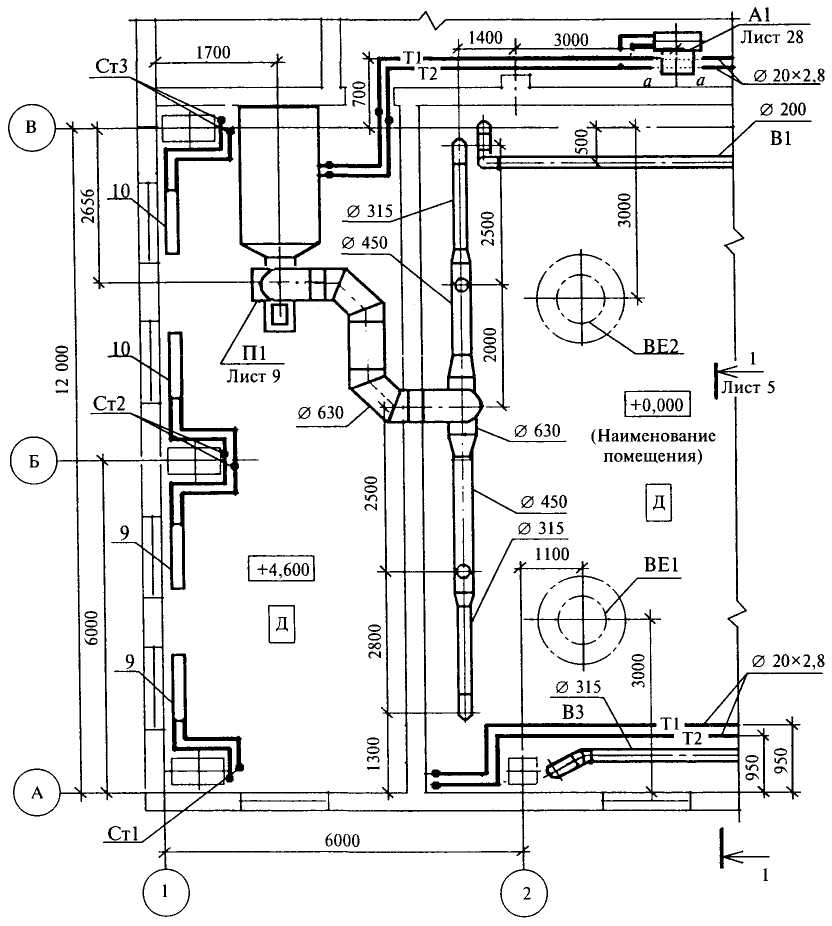 А1
Лист 28
1400
3000
1700
Т1
Т2
Ст3
700
а
а
∅ 20×2,8
∅ 200
В1
В
500
3000
2656
10
∅ 315
2500
∅ 450
12 000
10
П1
Лист 9
2000
ВЕ2
1
Лист 5
Ст2
∅ 630
+0,000
(Наименование
помещения)
∅ 630
Б
2500
∅ 450
Д
9
∅ 315
1100
+4,600
ВЕ1
Д
6000
2800
3000
9
∅ 20×2,8
∅ 315
В3
Т1
Т2
1300
950
950
А
Ст1
6000
1
2
1